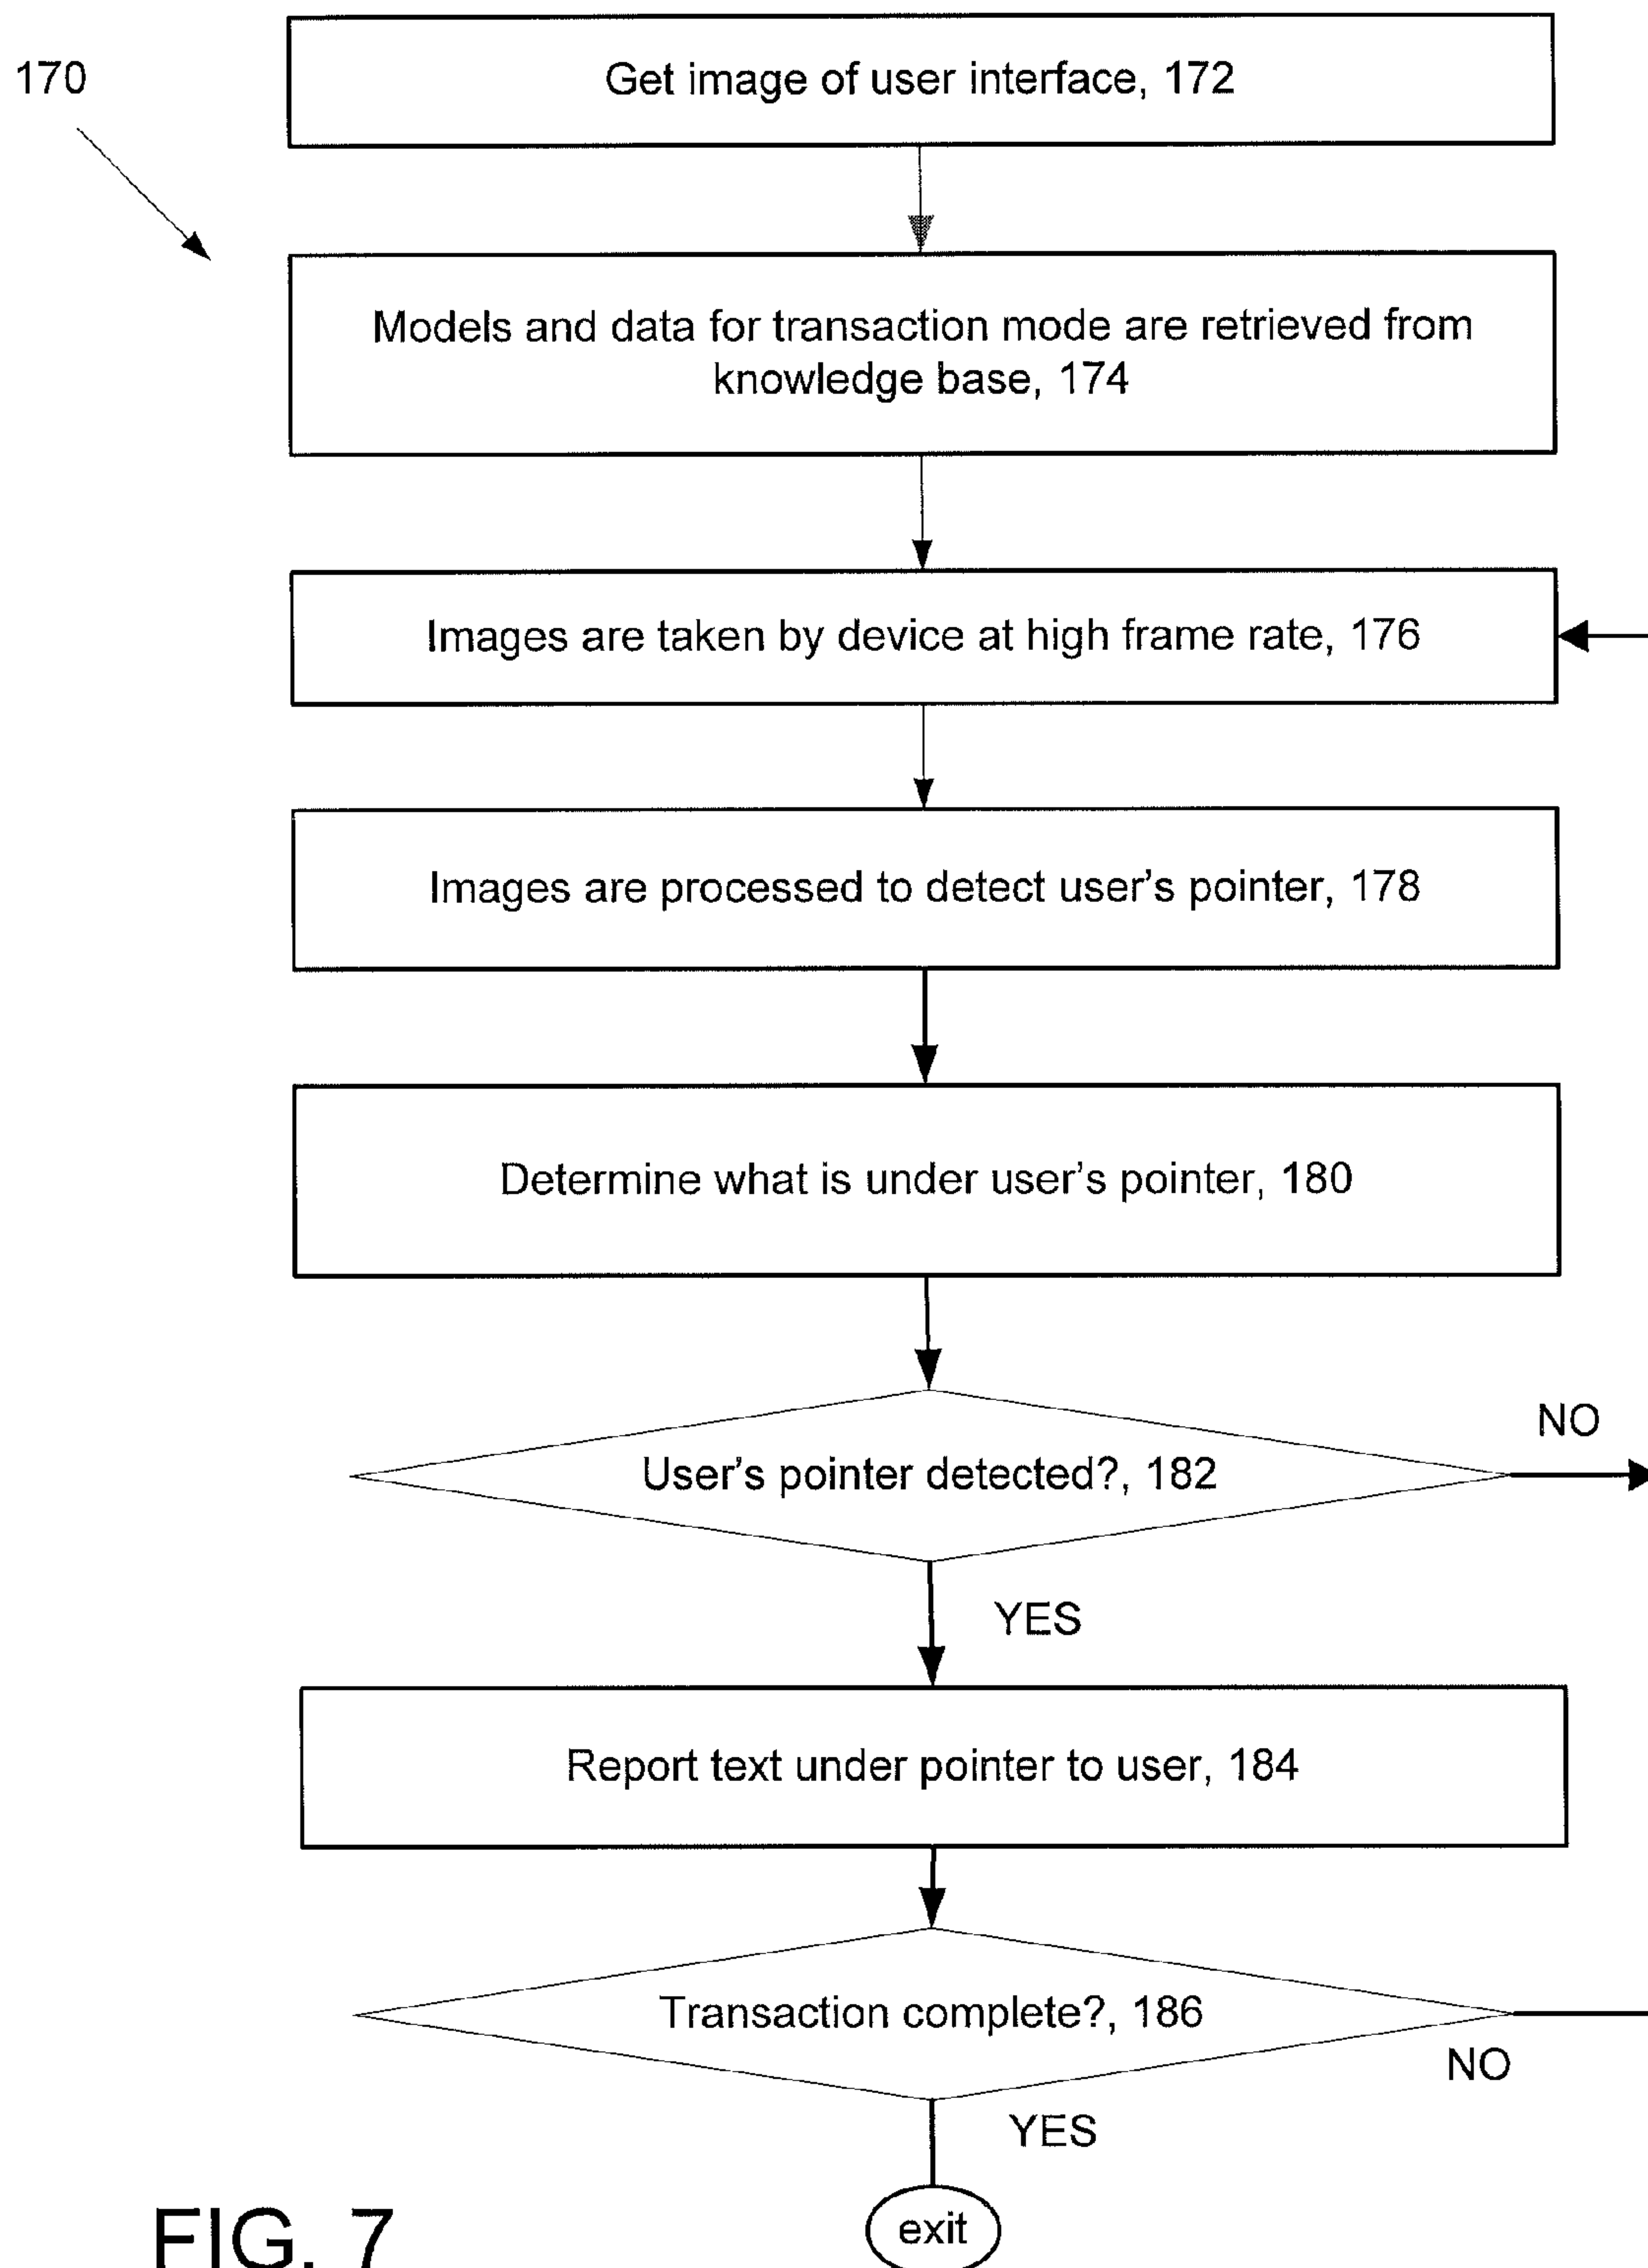 170
Get image of user interface, 172
Models and data for transaction mode are retrieved from
knowledge base, 174
Images are taken by device at high frame rate, 176
Images are processed to detect user's pointer, 178
Determine what is under user's pointer, 180
NO
User's pointer detected?, 182
YES
Report text under pointer to user, 184
Transaction complete?, 186
NO
YES
exit
FIG. 7